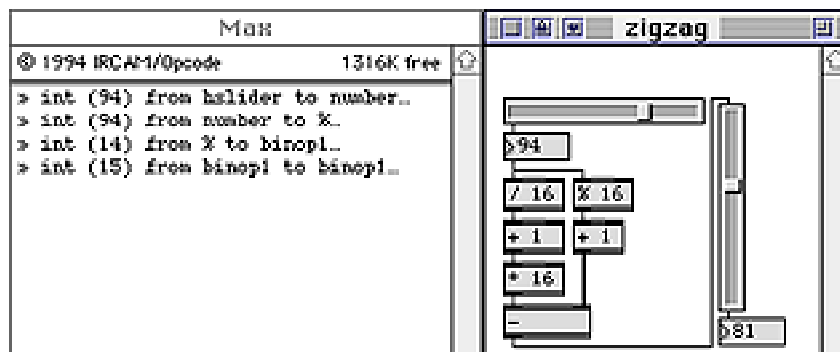 Max
© 1994 IRCAM/Opcode 1316K free
> int (94) from hslider to number…
> int (94) from number to %…
> int (14) from % to binop1…
> int (15) from binop1 to binop1…
zigzag
>94
/ 16 % 16
+ 1 + 1
* 16
-
>81